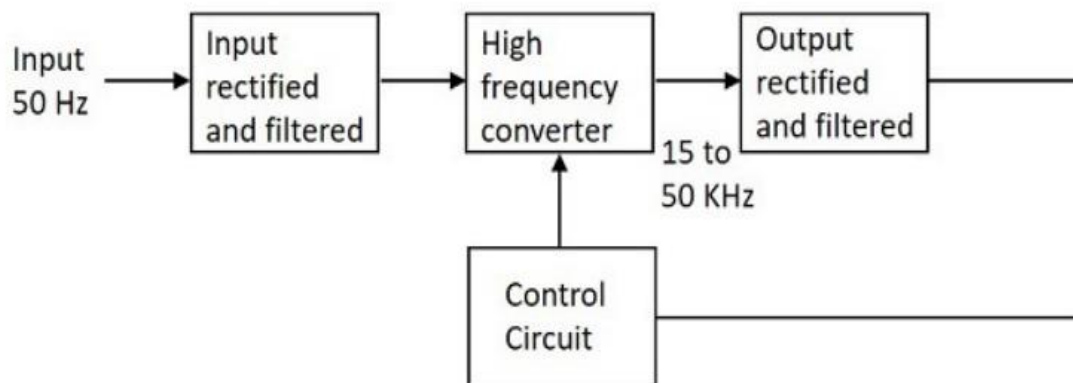 Input
50 Hz
Input
rectified
and filtered
High
frequency
converter
15 to
50 KHz
Output
rectified
and filtered
Control
Circuit